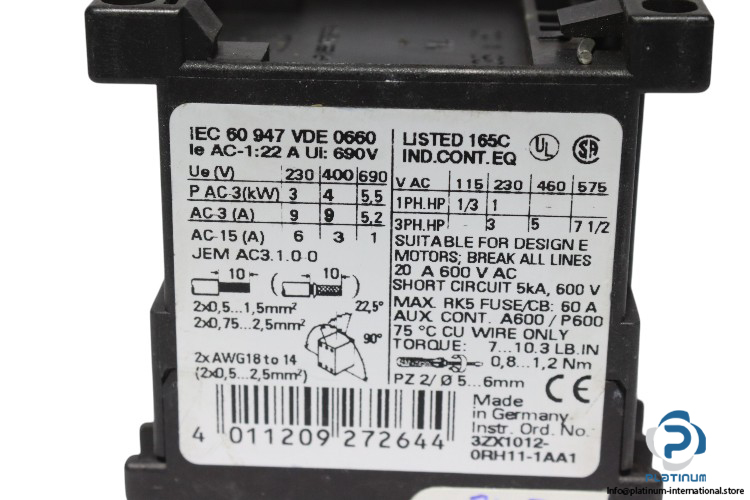 IEC 60 947 VDE 0660
Ie AC-1:22 A Ui: 690V
Ue (V) 230 400 690
P AC-3(kW) 3 4 5,5
AC-3 (A) 9 9 5,2
AC-15 (A) 6 3 1
JEM AC3.1.0-0
10 10
2x0,5...1,5mm²
2x0,75...2,5mm²
22,5°
90°
2x AWG18 to 14
(2x0,5...2,5mm²)
4 011209 272644
LISTED 165C
IND.CONT.EQ
UL
SA
V AC 115 230 460 575
1PH.HP 1/3 1
3PH.HP - 3 5 7 1/2
SUITABLE FOR DESIGN E
MOTORS; BREAK ALL LINES
20 A 600 V AC
SHORT CIRCUIT 5kA, 600 V
MAX. RK5 FUSE/CB: 60 A
AUX. CONT. A600 / P600
75 °C CU WIRE ONLY
TORQUE: 7...10.3 LB.IN
0,8...1,2 Nm
PZ 2/ Ø 5...6mm
CE
Made
in Germany
Instr. Ord. No.:
3ZX1012-
0RH11-1AA1
PLATINUM
info@platinum-international.store